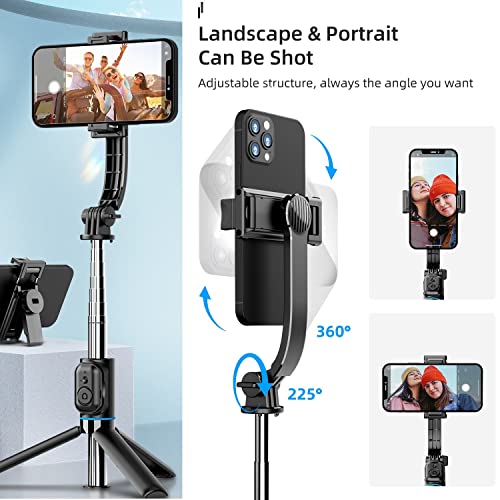 Landscape & Portrait
Can Be Shot
Adjustable structure, always the angle you want
360°
225°